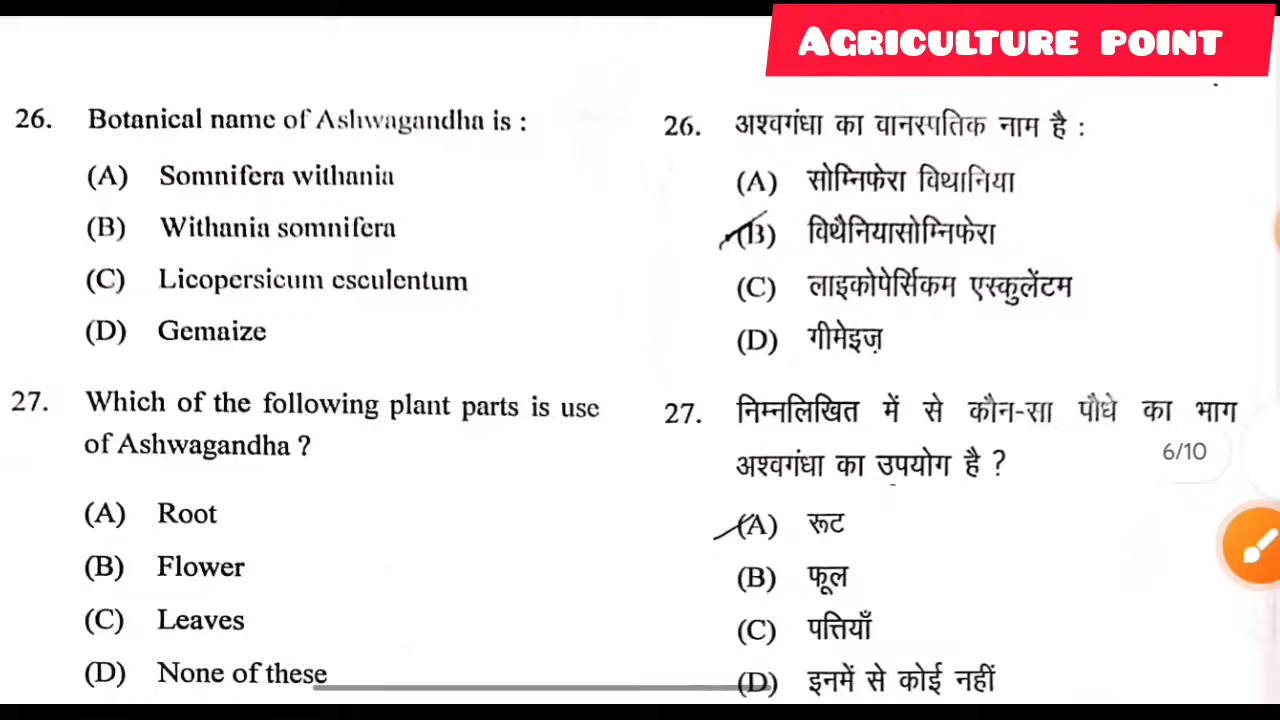 AGRICULTURE POINT
26. Botanical name of Ashwagandha is :
(A) Somnifera withania
(B) Withania somnifera
(C) Licopersicum esculentum
(D) Gemaize
27. Which of the following plant parts is use
of Ashwagandha ?
(A) Root
(B) Flower
(C) Leaves
(D) None of these
26. अश्वगंधा का वानस्पतिक नाम है :
(A) सोम्निफेरा विथानिया
(B) विथैनियासोम्निफेरा
(C) लाइकोपेर्सिकम एस्कुलेंटम
(D) गीमेइज़
27. निम्नलिखित में से कौन-सा पौधे का भाग
अश्वगंधा का उपयोग है ?
(A) रूट
(B) फूल
(C) पत्तियाँ
(D) इनमें से कोई नहीं
6/10